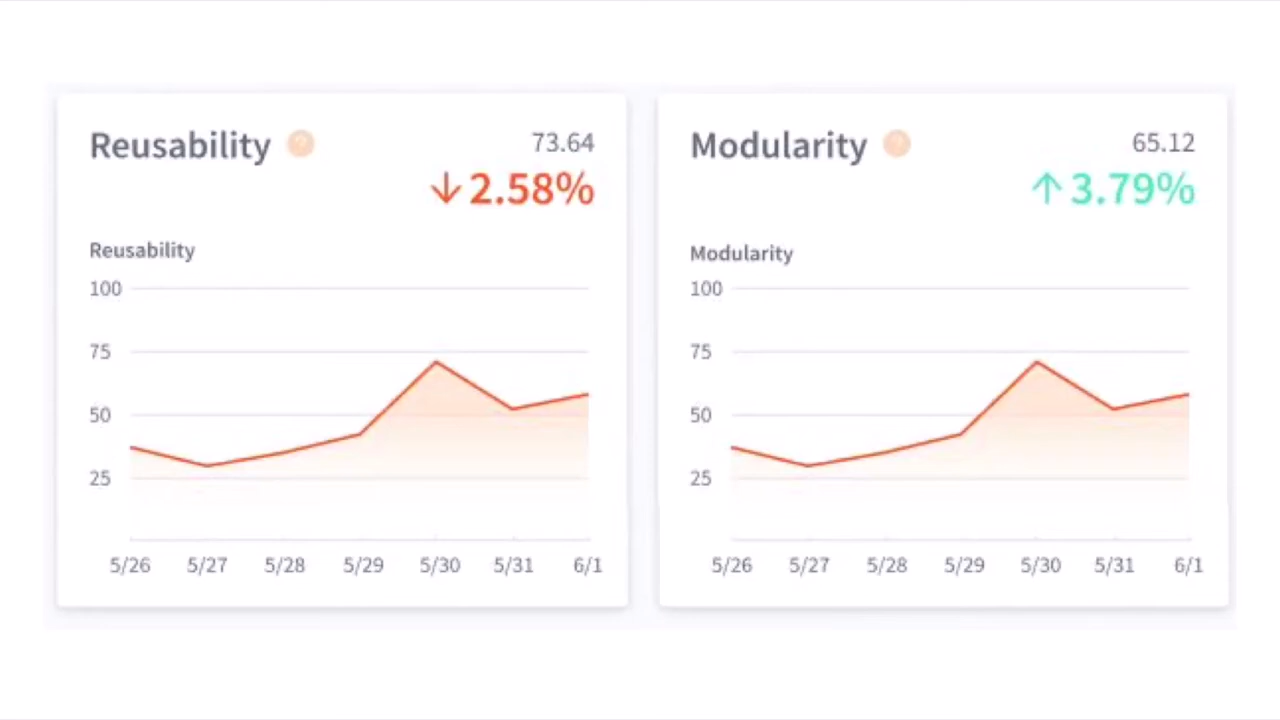 Reusability
73.64
↓2.58%
Reusability
100
75
50
25
5/26 5/27 5/28 5/29 5/30 5/31 6/1
Modularity
65.12
↑3.79%
Modularity
100
75
50
25
5/26 5/27 5/28 5/29 5/30 5/31 6/1